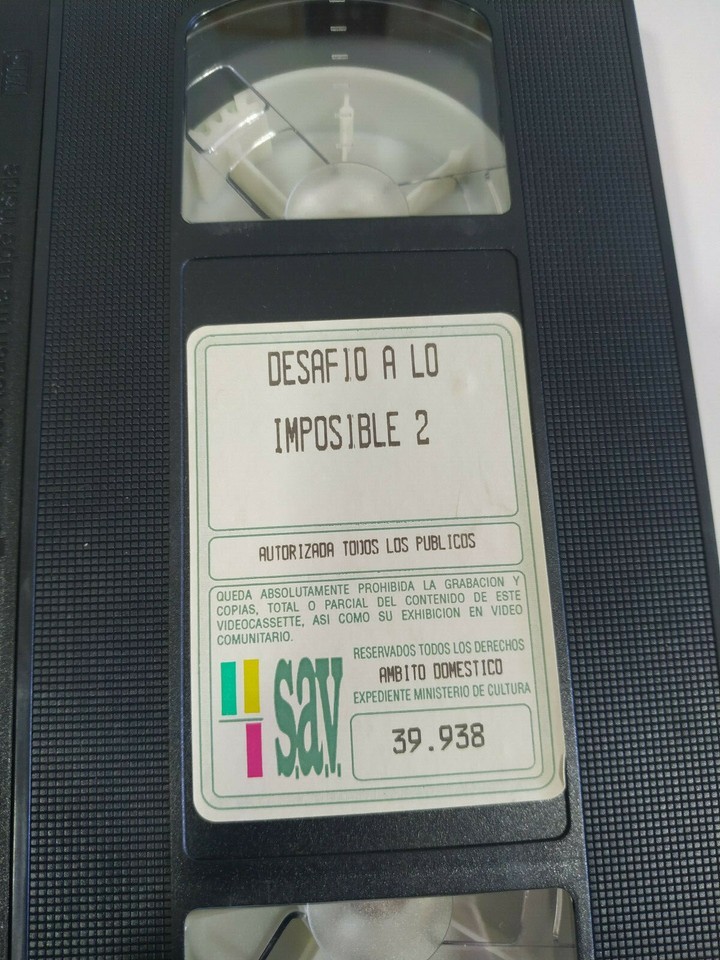 DESAFIO A LO
IMPOSIBLE 2
AUTORIZADA TODOS LOS PUBLICOS
QUEDA ABSOLUTAMENTE PROHIBIDA LA GRABACION Y
COPIAS, TOTAL O PARCIAL DEL CONTENIDO DE ESTE
VIDEOCASSETTE, ASI COMO SU EXHIBICION EN VIDEO
COMUNITARIO.
s.a.v.
RESERVADOS TODOS LOS DERECHOS
AMBITO DOMESTICO
EXPEDIENTE MINISTERIO DE CULTURA
39.938